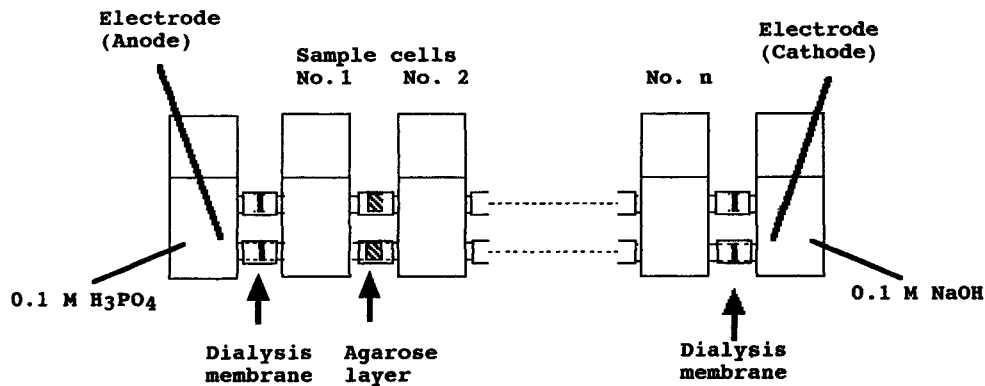 Electrode
(Anode)
Sample cells
No.1 No. 2
No. n
Electrode
(Cathode)
0.1 M H₃PO₄
0.1 M NaOH
Dialysis
membrane
Agarose
layer
Dialysis
membrane